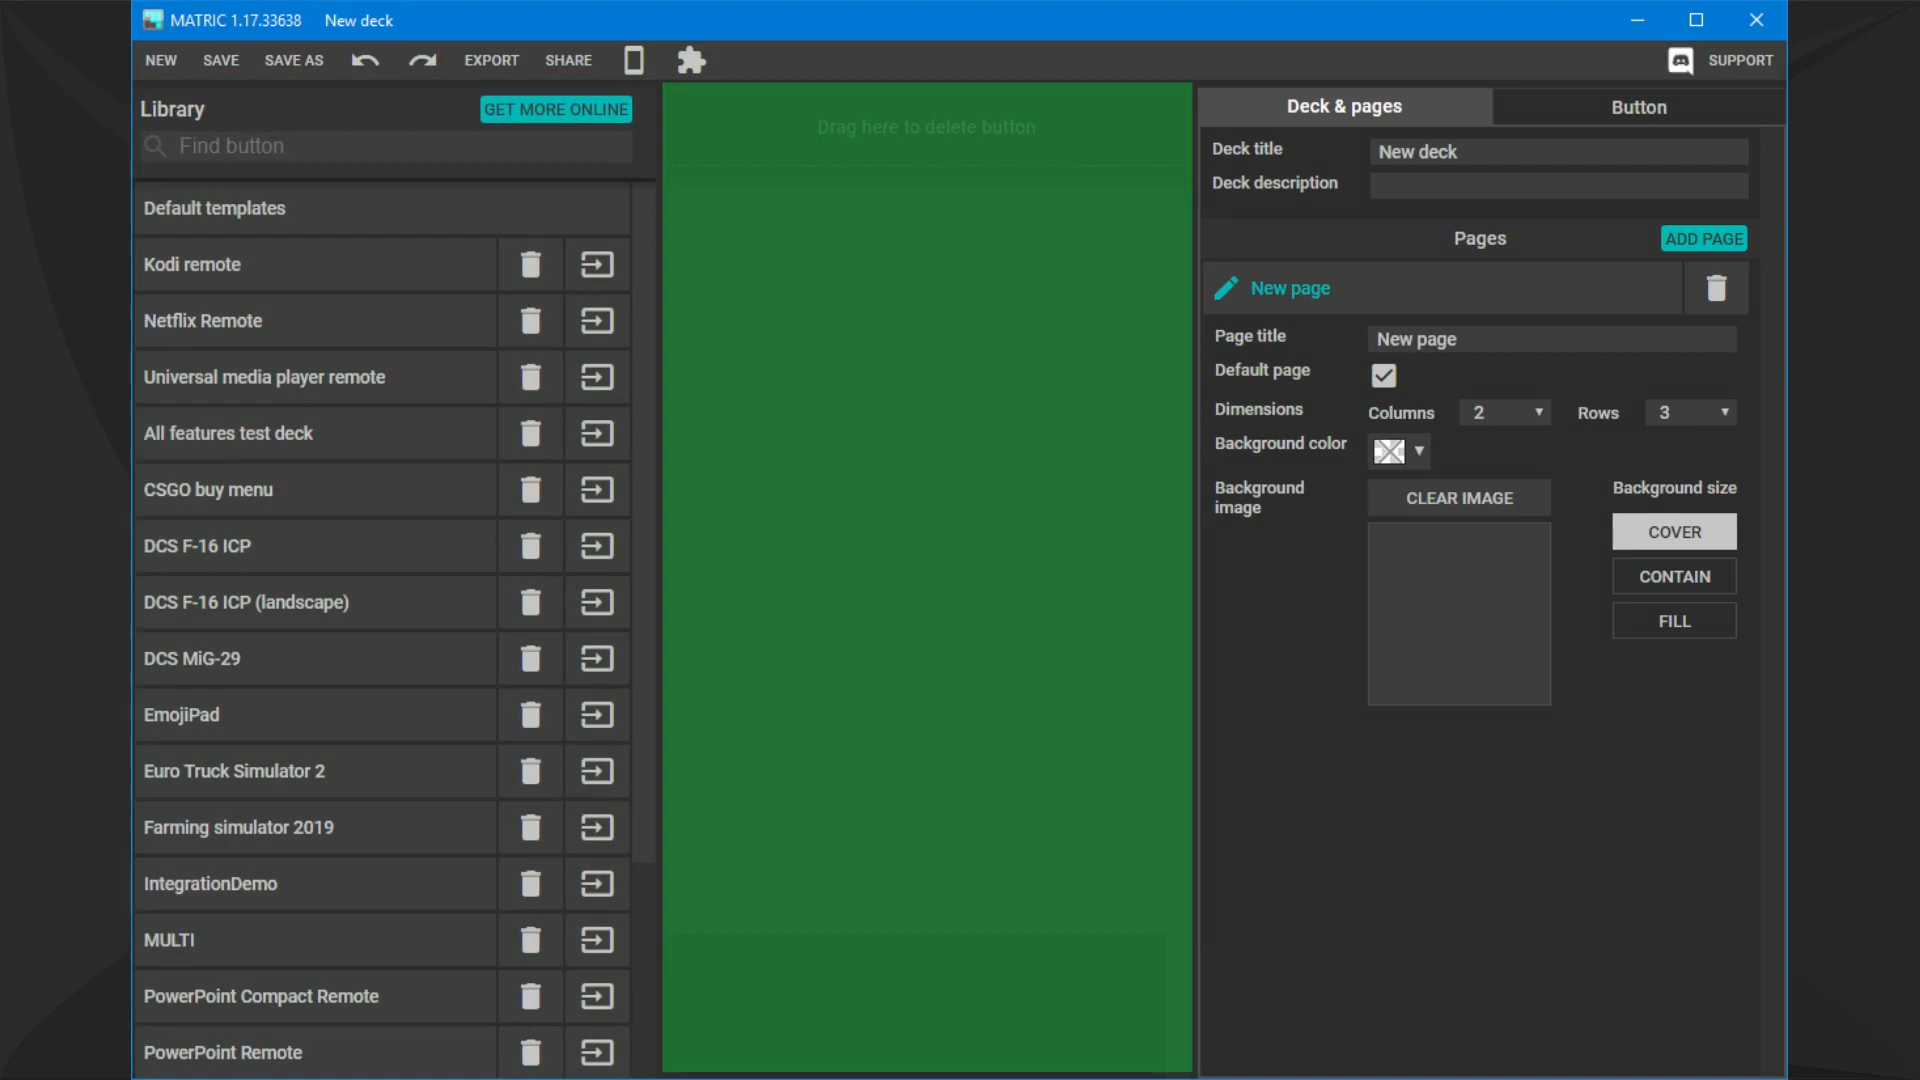 MATRIC 1.17.33638 New deck
NEW SAVE SAVE AS EXPORT SHARE SUPPORT
Library GET MORE ONLINE
Find button
Default templates
Kodi remote
Netflix Remote
Universal media player remote
All features test deck
CSGO buy menu
DCS F-16 ICP
DCS F-16 ICP (landscape)
DCS MiG-29
EmojiPad
Euro Truck Simulator 2
Farming simulator 2019
IntegrationDemo
MULTI
PowerPoint Compact Remote
PowerPoint Remote
Drag here to delete button
Deck & pages Button
Deck title New deck
Deck description
Pages ADD PAGE
New page
Page title New page
Default page
Dimensions Columns 2 Rows 3
Background color
Background
image
CLEAR IMAGE
Background size
COVER
CONTAIN
FILL